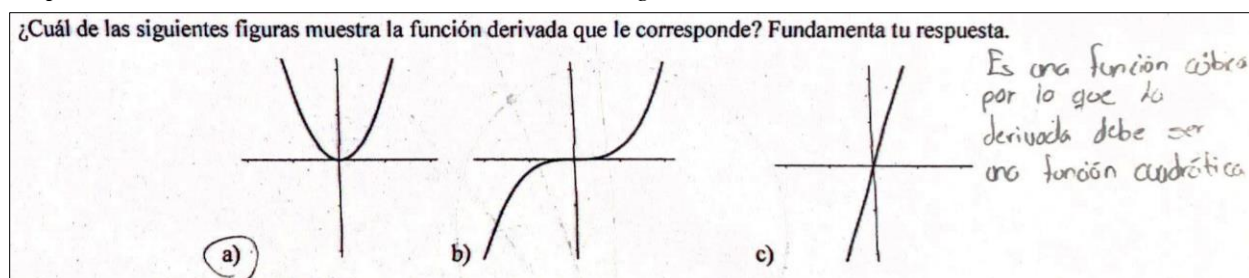 ¿Cuál de las siguientes figuras muestra la función derivada que le corresponde? Fundamenta tu respuesta.
Es una función cúbica
por lo que la
derivada debe ser
una función cuadrática
a)
b)
c)